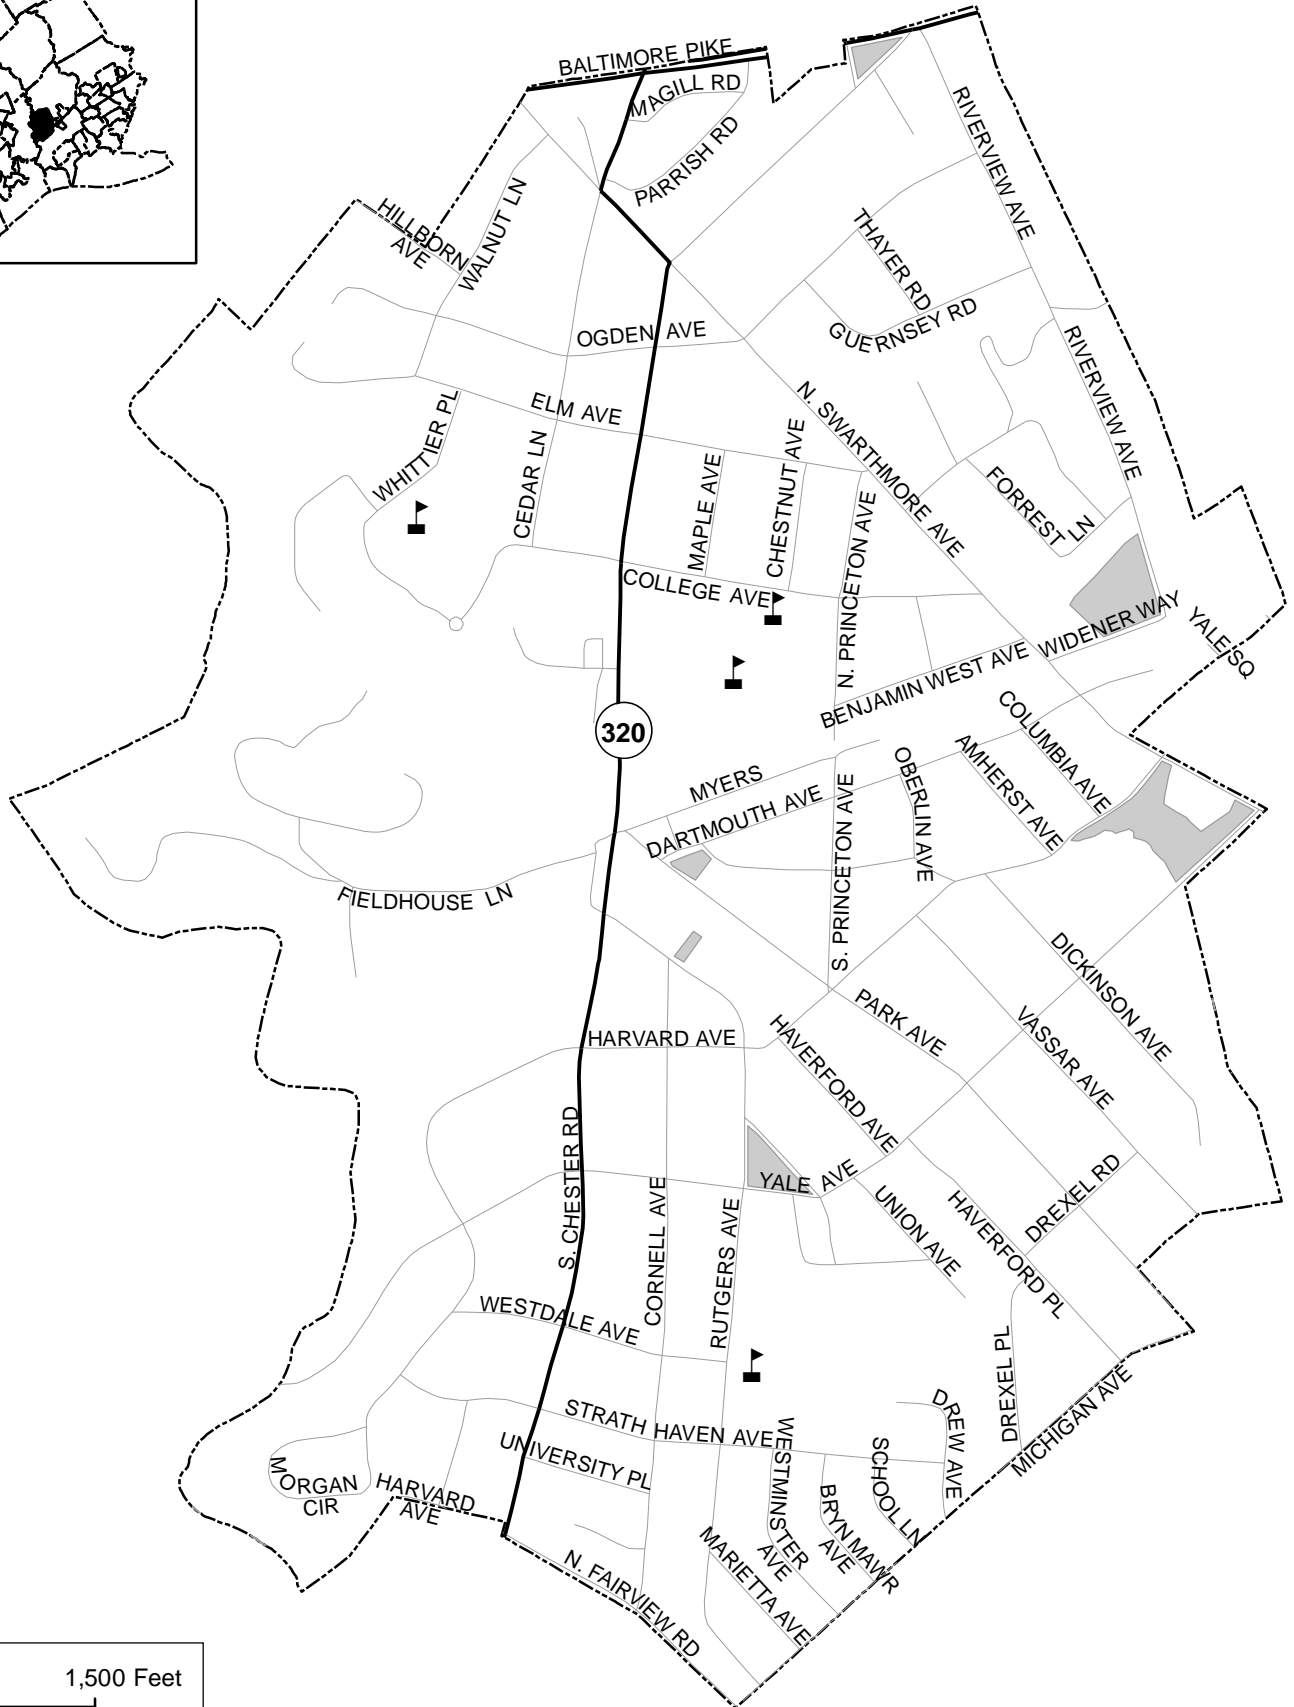 BALTIMORE PIKE
MAGILL RD
PARRISH RD
RIVERVIEW AVE
HILLBORN
AVE
WALNUT LN
THAYER RD
GUERNSEY RD
OGDEN AVE
RIVERVIEW AVE
N. SWARTHMORE AVE
ELM AVE
WHITTIER PL
CEDAR LN
MAPLE AVE
CHESTNUT AVE
N. PRINCETON AVE
FORREST LN
COLLEGE AVE
BENJAMIN WEST AVE
WIDENER WAY
YALE SQ
320
COLUMBIA AVE
AMHERST AVE
OBERLIN AVE
MYERS
DARTMOUTH AVE
S. PRINCETON AVE
FIELDHOUSE LN
DICKINSON AVE
PARK AVE
VASSAR AVE
HARVARD AVE
HAVERFORD AVE
S. CHESTER RD
YALE AVE
CORNELL AVE
RUTGERS AVE
UNION AVE
DREXEL RD
HAVERFORD PL
WESTDALE AVE
DREXEL PL
MICHIGAN AVE
STRATH HAVEN AVE
DREW AVE
UNIVERSITY PL
WESTMINSTER
AVE
SCHOOL LN
BRYN MAWR
AVE
MORGAN
CIR
HARVARD
AVE
MARIETTA AVE
N. FAIRVIEW RD
1,500 Feet